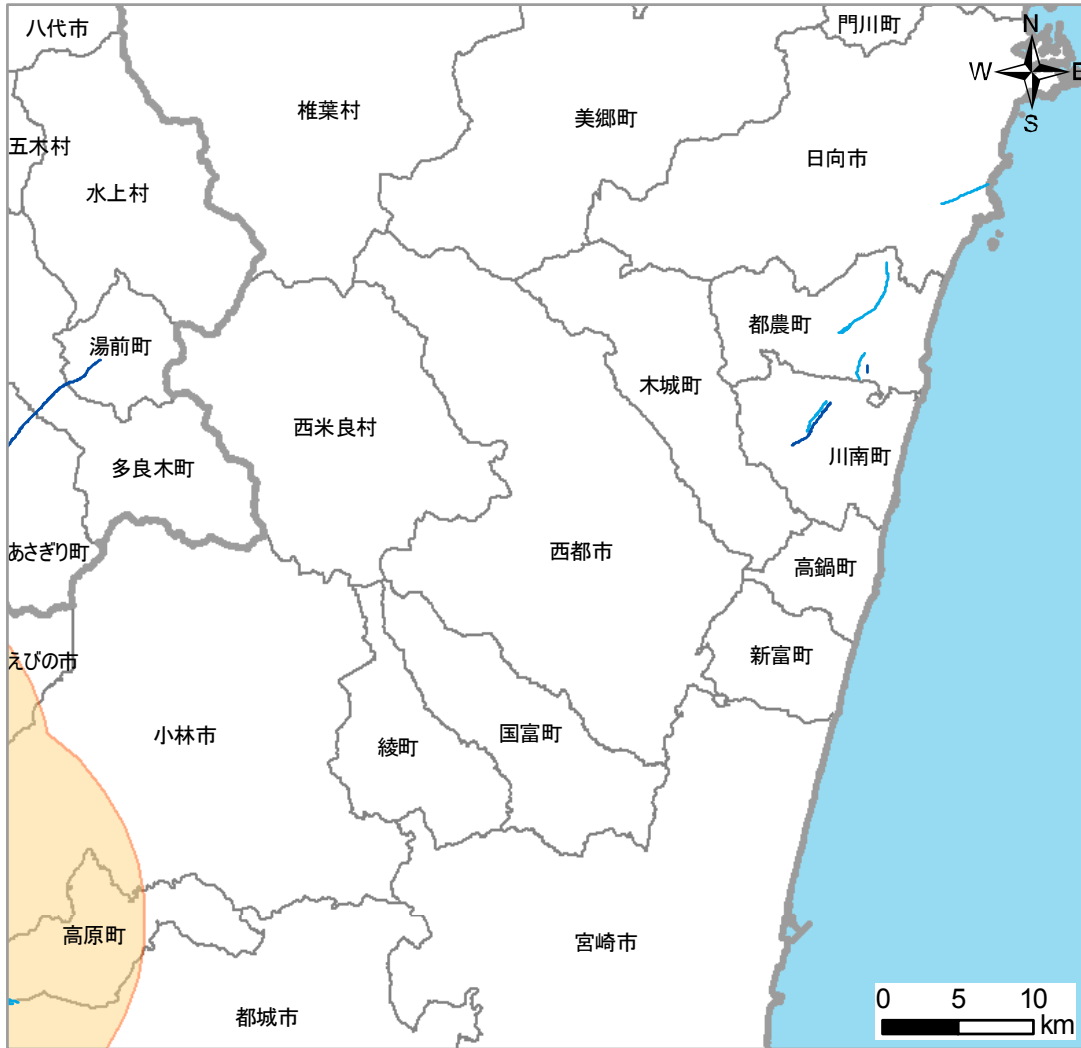 八代市
門川町
N
W
E
S
椎葉村
美郷町
五木村
日向市
水上村
都農町
湯前町
木城町
西米良村
川南町
多良木町
あさぎり町
西都市
高鍋町
えびの市
新富町
小林市
綾町
国富町
高原町
宮崎市
都城市
0 5 10
km